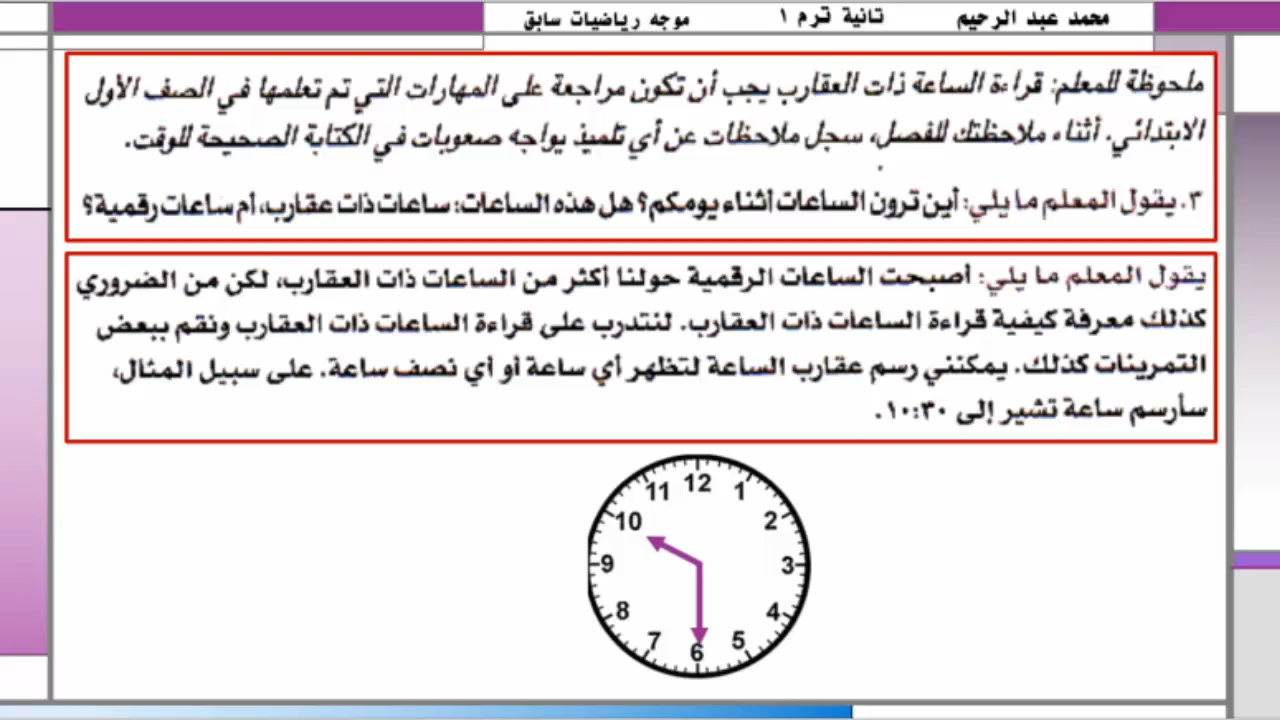 محمد عبد الرحيم تانية ترم ١ موجه رياضيات سابق
ملحوظة للمعلم: قراءة الساعة ذات العقارب يجب أن تكون مراجعة على المهارات التي تم تعلمها في الصف الأول
الابتدائي. أثناء ملاحظتك للفصل، سجل ملاحظات عن أي تلميذ يواجه صعوبات في الكتابة الصحيحة للوقت.
٣. يقول المعلم ما يلي: أين ترون الساعات أثناء يومكم؟ هل هذه الساعات: ساعات ذات عقارب، أم ساعات رقمية؟
يقول المعلم ما يلي: أصبحت الساعات الرقمية حولنا أكثر من الساعات ذات العقارب، لكن من الضروري
كذلك معرفة كيفية قراءة الساعات ذات العقارب. لنتدرب على قراءة الساعات ذات العقارب ونقم ببعض
التمرينات كذلك. يمكنني رسم عقارب الساعة لتظهر أي ساعة أو أي نصف ساعة. على سبيل المثال،
سأرسم ساعة تشير إلى ١٠:٣٠.
12
11 1
10 2
9 3
8 4
7 5
6